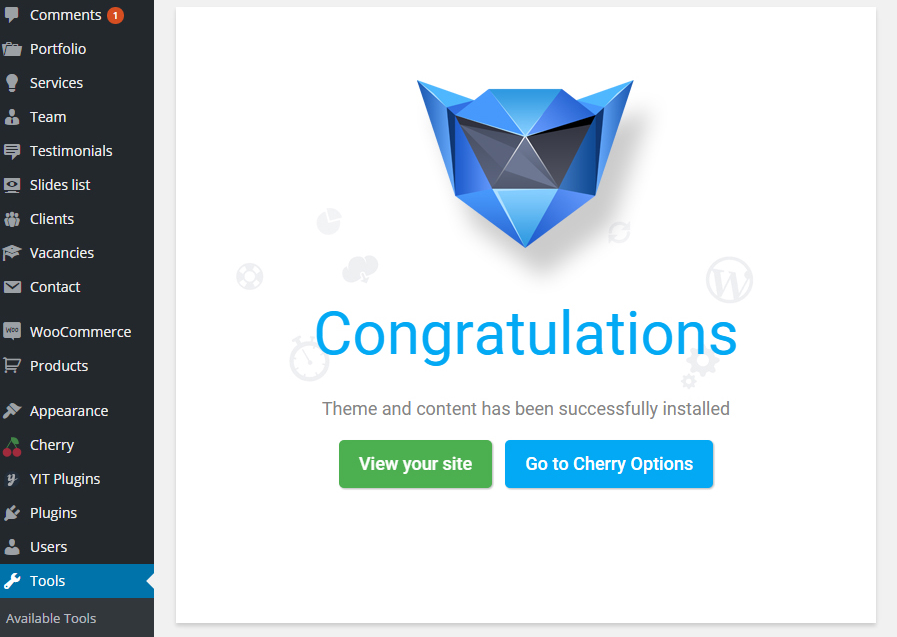 Comments 1
Portfolio
Services
Team
Testimonials
Slides list
Clients
Vacancies
Contact
WOO WooCommerce
Products
Appearance
Cherry
YIT Plugins
Plugins
Users
Tools
Available Tools
Congratulations
Theme and content has been successfully installed
View your site Go to Cherry Options